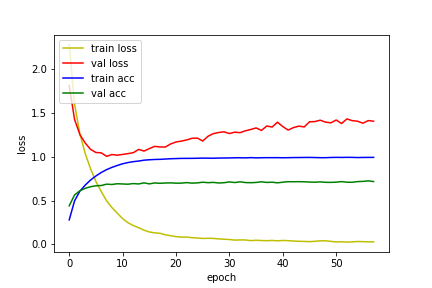 train loss
val loss
train acc
val acc
2.0
1.5
1.0
0.5
0.0
loss
0 10 20 30 40 50
epoch